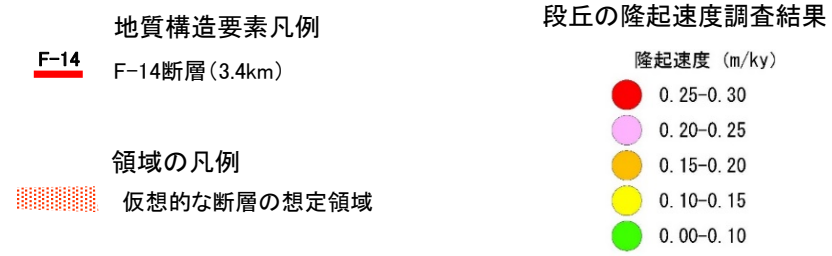 地質構造要素凡例
F-14
F-14断層(3.4km)
領域の凡例
仮想的な断層の想定領域
段丘の隆起速度調査結果
隆起速度 (m/ky)
0.25-0.30
0.20-0.25
0.15-0.20
0.10-0.15
0.00-0.10